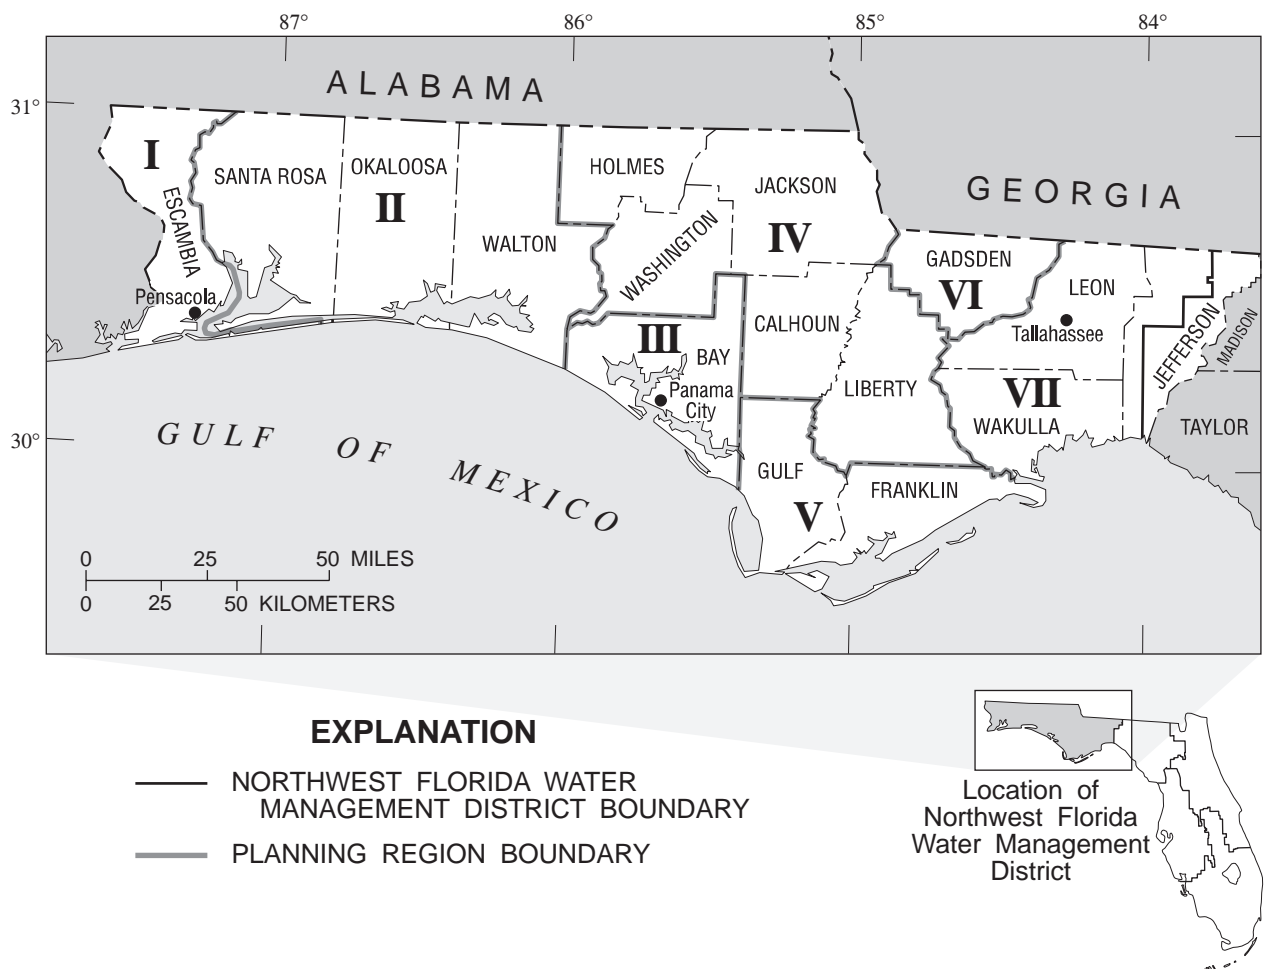 87° 86° 85° 84°
31°
ALABAMA
I
SANTA ROSA
OKALOOSA
II
HOLMES
JACKSON
GEORGIA
ESCAMBIA
WALTON
WASHINGTON
IV
GADSDEN
VI
LEON
Pensacola
III
BAY
CALHOUN
Tallahassee
JEFFERSON
MADISON
Panama
City
LIBERTY
VII
WAKULLA
TAYLOR
30°
GULF OF MEXICO
GULF
V
FRANKLIN
0 25 50 MILES
0 25 50 KILOMETERS
EXPLANATION
NORTHWEST FLORIDA WATER
MANAGEMENT DISTRICT BOUNDARY
PLANNING REGION BOUNDARY
Location of
Northwest Florida
Water Management
District